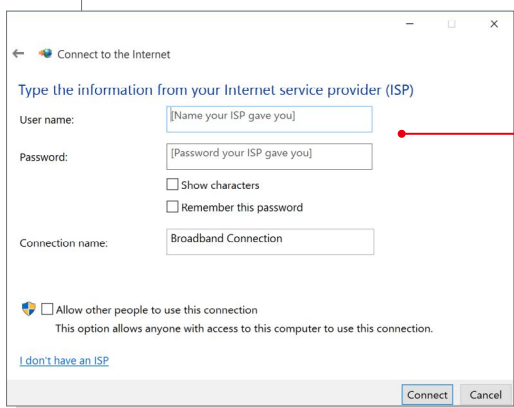 Connect to the Internet
Type the information from your Internet service provider (ISP)
User name:
[Name your ISP gave you]
Password:
[Password your ISP gave you]
Show characters
Remember this password
Connection name:
Broadband Connection
Allow other people to use this connection
This option allows anyone with access to this computer to use this connection.
I don't have an ISP
Connect Cancel